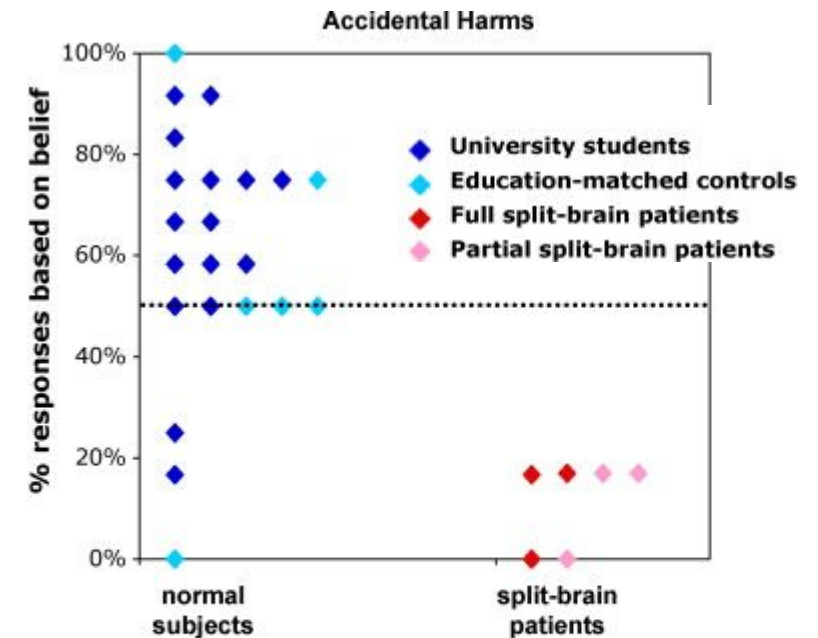 Accidental Harms
% responses based on belief
100%
80%
60%
40%
20%
0%
University students
Education-matched controls
Full split-brain patients
Partial split-brain patients
normal
subjects
split-brain
patients